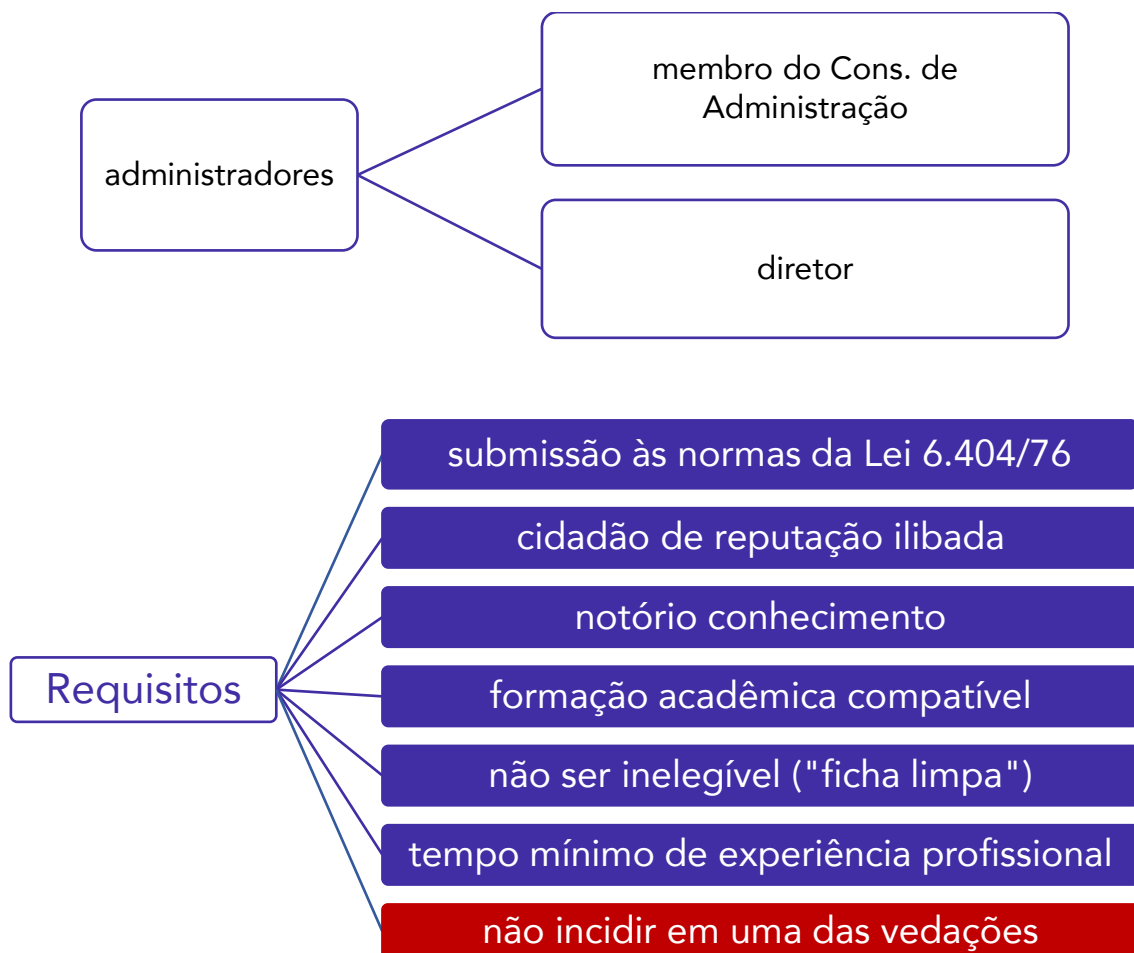 membro do Cons. de
Administração
administradores
diretor
submissão às normas da Lei 6.404/76
cidadão de reputação ilibada
notório conhecimento
formação acadêmica compatível
Requisitos
não ser inelegível ("ficha limpa")
tempo mínimo de experiência profissional
não incidir em uma das vedações